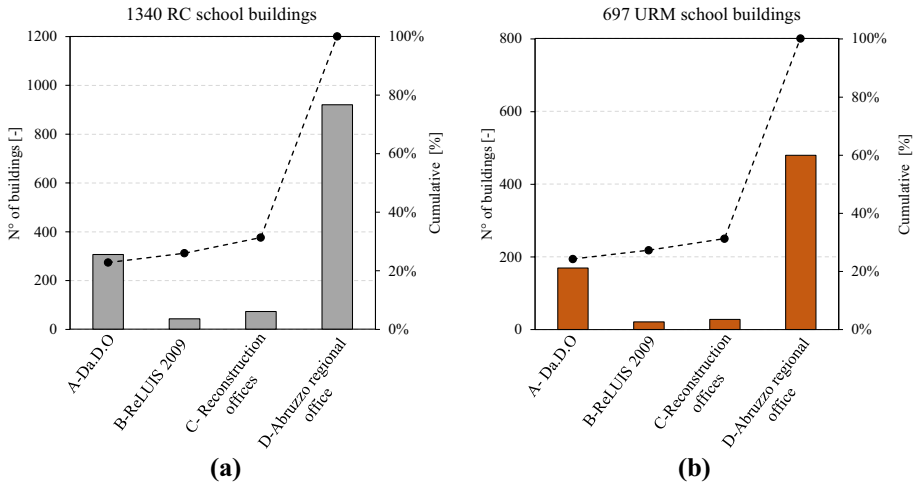 1340 RC school buildings
1200
1000
800
600
400
200
0
N° of buildings [-]
100%
80%
60%
40%
20%
0%
Cumulative [%]
A-Da.D.O
B-ReLUIS 2009
C- Reconstruction
offices
D-Abruzzo regional
office
(a)
697 URM school buildings
800
600
400
200
0
N° of buildings [-]
100%
80%
60%
40%
20%
0%
Cumulative [%]
A- Da.D.O
B-ReLUIS 2009
C-Reconstruction
offices
D-Abruzzo regional
office
(b)